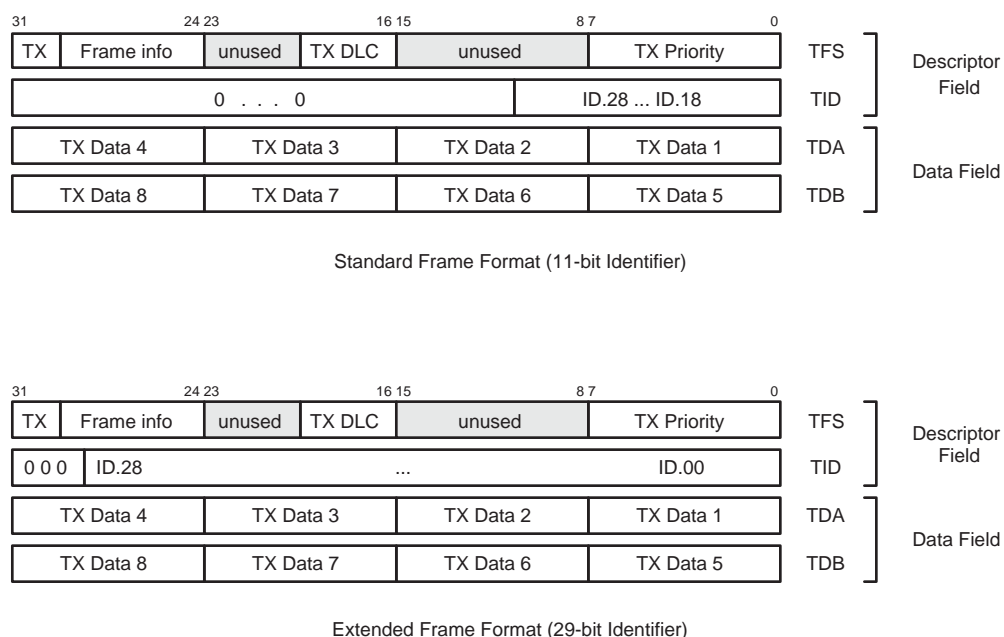 31 24 23 16 15 8 7 0
TX Frame info unused TX DLC unused TX Priority TFS
0 . . . 0 ID.28 ... ID.18 TID
Descriptor
Field
TX Data 4 TX Data 3 TX Data 2 TX Data 1 TDA
TX Data 8 TX Data 7 TX Data 6 TX Data 5 TDB
Data Field
Standard Frame Format (11-bit Identifier)
31 24 23 16 15 8 7 0
TX Frame info unused TX DLC unused TX Priority TFS
0 0 0 ID.28 ... ID.00 TID
Descriptor
Field
TX Data 4 TX Data 3 TX Data 2 TX Data 1 TDA
TX Data 8 TX Data 7 TX Data 6 TX Data 5 TDB
Data Field
Extended Frame Format (29-bit Identifier)